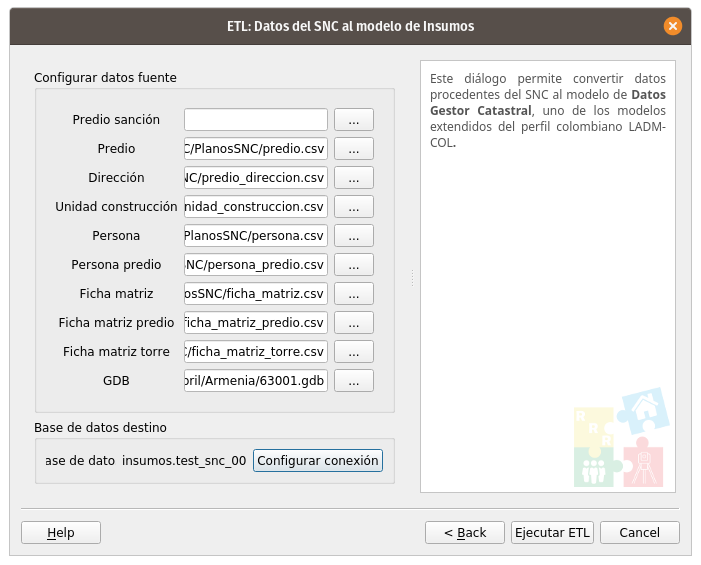 ETL: Datos del SNC al modelo de Insumos
Configurar datos fuente
Predio sanción ...
Predio C/PlanosSNC/predio.csv ...
Dirección NC/predio_direccion.csv ...
Unidad construcción nidad_construccion.csv ...
Persona PlanosSNC/persona.csv ...
Persona predio SNC/persona_predio.csv ...
Ficha matriz osSNC/ficha_matriz.csv ...
Ficha matriz predio ficha_matriz_predio.csv ...
Ficha matriz torre C/ficha_matriz_torre.csv ...
GDB bril/Armenia/63001.gdb ...
Base de datos destino
ase de dato insumos.test_snc_00 Configurar conexión
Este diálogo permite convertir datos
procedentes del SNC al modelo de Datos
Gestor Catastral, uno de los modelos
extendidos del perfil colombiano LADM-
COL.
R
R
R
Help < Back Ejecutar ETL Cancel